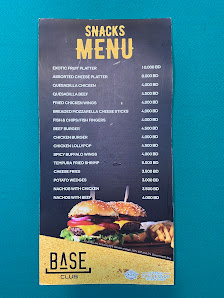 SNACKS
MENU
EXOTIC FRUIT PLATTER 10.000 BD
ASSORTED CHEESE PLATTER 8.000 BD
QUESADILLA CHICKEN 4.000 BD
QUESADILLA BEEF 4.000 BD
FRIED CHICKEN WINGS 4.000 BD
BREADED MOZZARELLA CHEESE STICKS 4.000 BD
FISH & CHIPS/FISH FINGERS 4.000 BD
BEEF BURGER 4.000 BD
CHICKEN BURGER 4.000 BD
CHICKEN LOLLYPOP 4.000 BD
SPICY BUFFALO WINGS 4.000 BD
TEMPURA FRIED SHRIMP 5.000 BD
CHEESE FRIES 3.500 BD
POTATO WEDGES 3.000 BD
NACHOS WITH CHICKEN 3.500 BD
NACHOS WITH BEEF 4.000 BD
BASE
CLUB